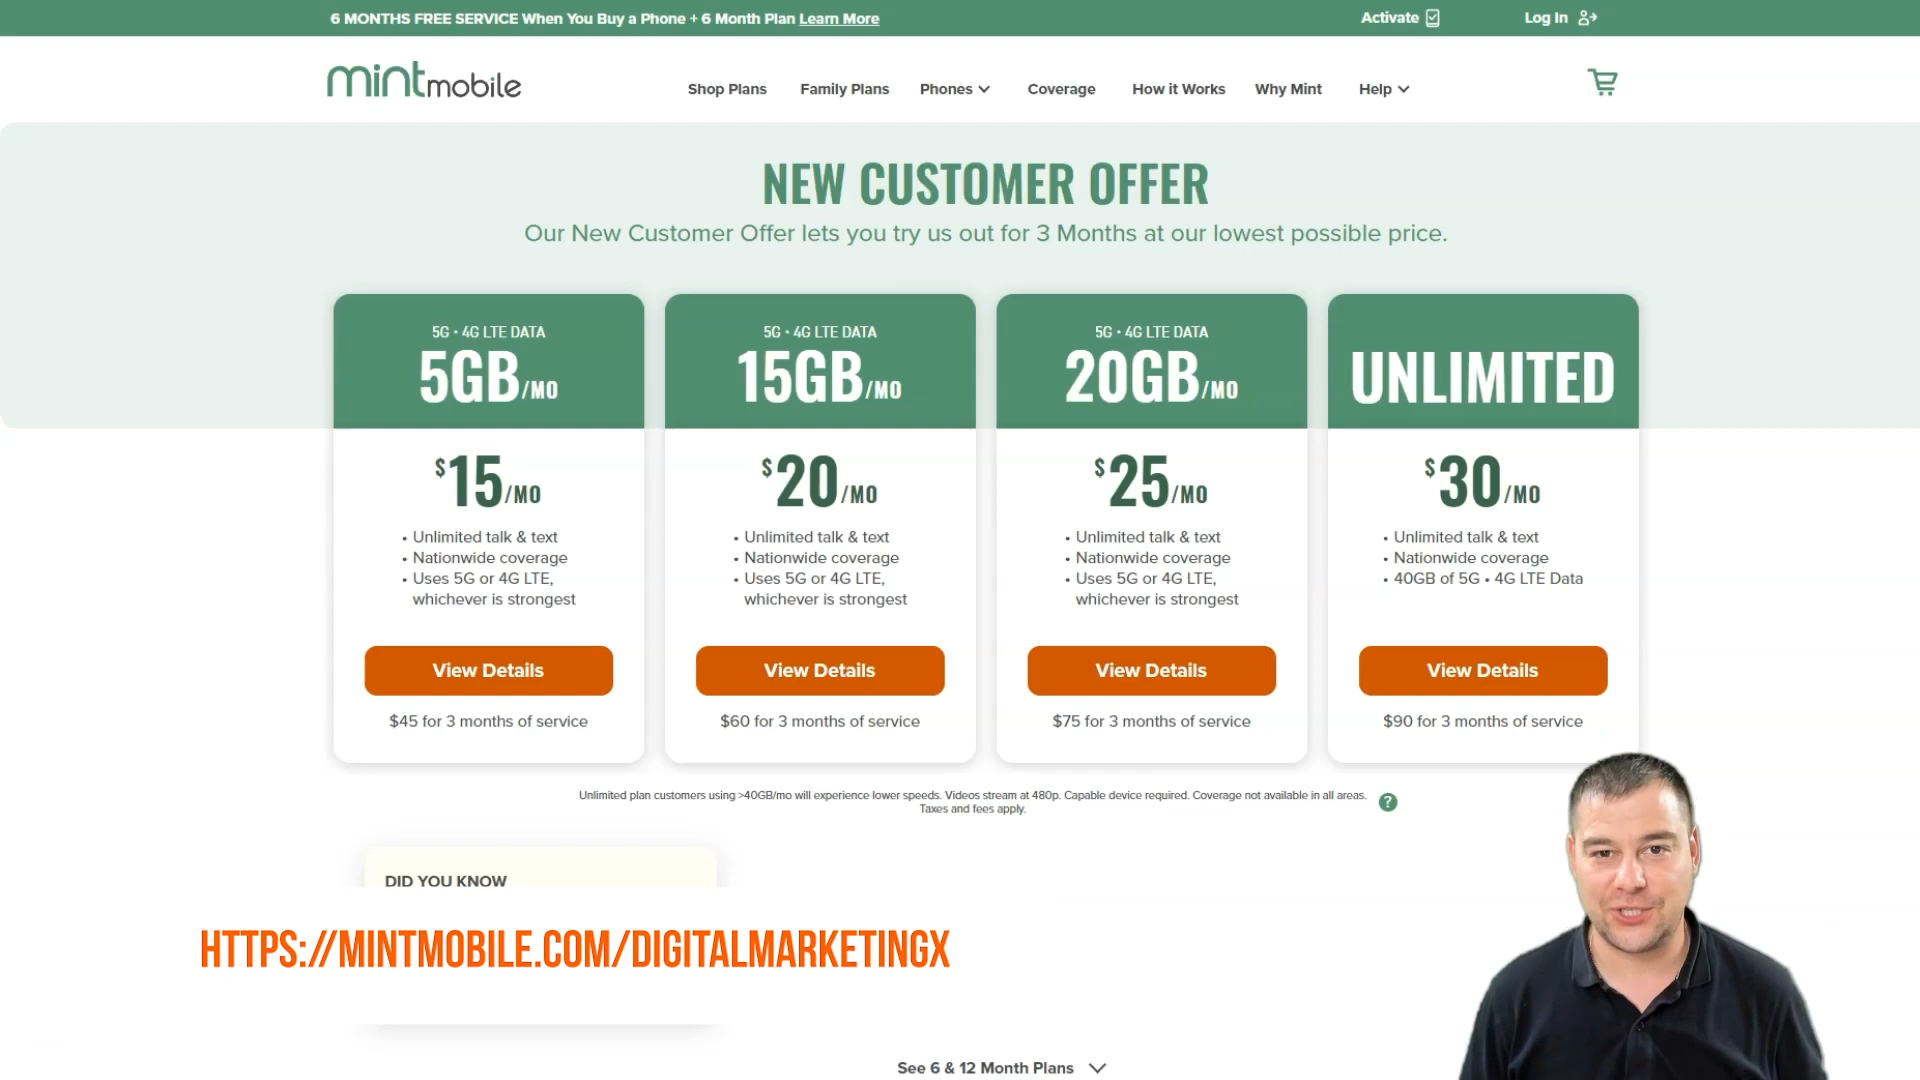 6 MONTHS FREE SERVICE When You Buy a Phone + 6 Month Plan Learn More
Activate
Log In
mintmobile
Shop Plans
Family Plans
Phones
Coverage
How it Works
Why Mint
Help
NEW CUSTOMER OFFER
Our New Customer Offer lets you try us out for 3 Months at our lowest possible price.
5G • 4G LTE DATA
5GB/MO
$15/MO
• Unlimited talk & text
• Nationwide coverage
• Uses 5G or 4G LTE,
whichever is strongest
View Details
$45 for 3 months of service
5G • 4G LTE DATA
15GB/MO
$20/MO
• Unlimited talk & text
• Nationwide coverage
• Uses 5G or 4G LTE,
whichever is strongest
View Details
$60 for 3 months of service
5G • 4G LTE DATA
20GB/MO
$25/MO
• Unlimited talk & text
• Nationwide coverage
• Uses 5G or 4G LTE,
whichever is strongest
View Details
$75 for 3 months of service
UNLIMITED
$30/MO
• Unlimited talk & text
• Nationwide coverage
• 40GB of 5G • 4G LTE Data
View Details
$90 for 3 months of service
Unlimited plan customers using >40GB/mo will experience lower speeds. Videos stream at 480p. Capable device required. Coverage not available in all areas.
Taxes and fees apply.
?
DID YOU KNOW
HTTPS://MINTMOBILE.COM/DIGITALMARKETINGX
See 6 & 12 Month Plans